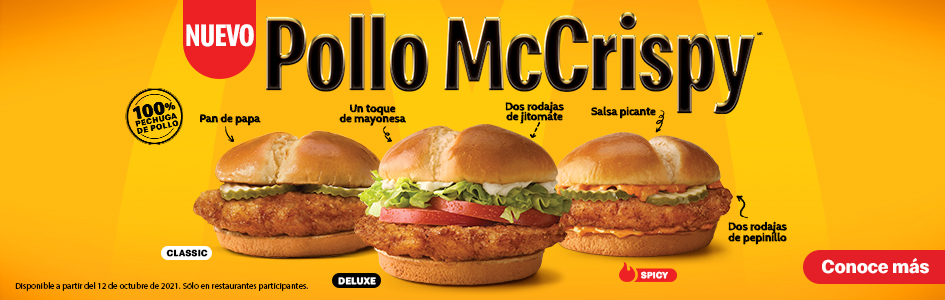 NUEVO
Pollo McCrispy
100%
PECHUGA
DE POLLO
Pan de papa
Un toque
de mayonesa
Dos rodajas
de jitomate
Salsa picante
Dos rodajas
de pepinillo
CLASSIC
DELUXE
SPICY
Conoce más
Disponible a partir del 12 de octubre de 2021. Sólo en restaurantes participantes.